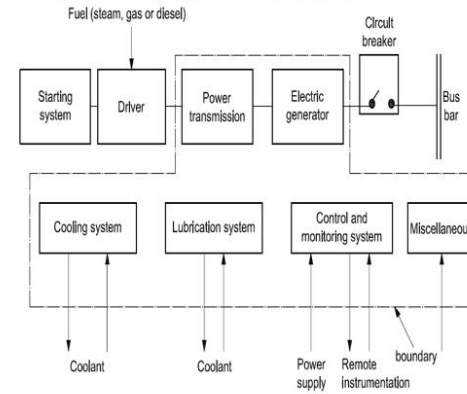 Fuel (steam, gas or diesel)
Circuit
breaker
Starting
system
Driver
Power
transmission
Electric
generator
Bus
bar
Cooling system
Lubrication system
Control and
monitoring system
Miscellaneou
Coolant
Coolant
Power
supply
Remote
instrumentation
boundary